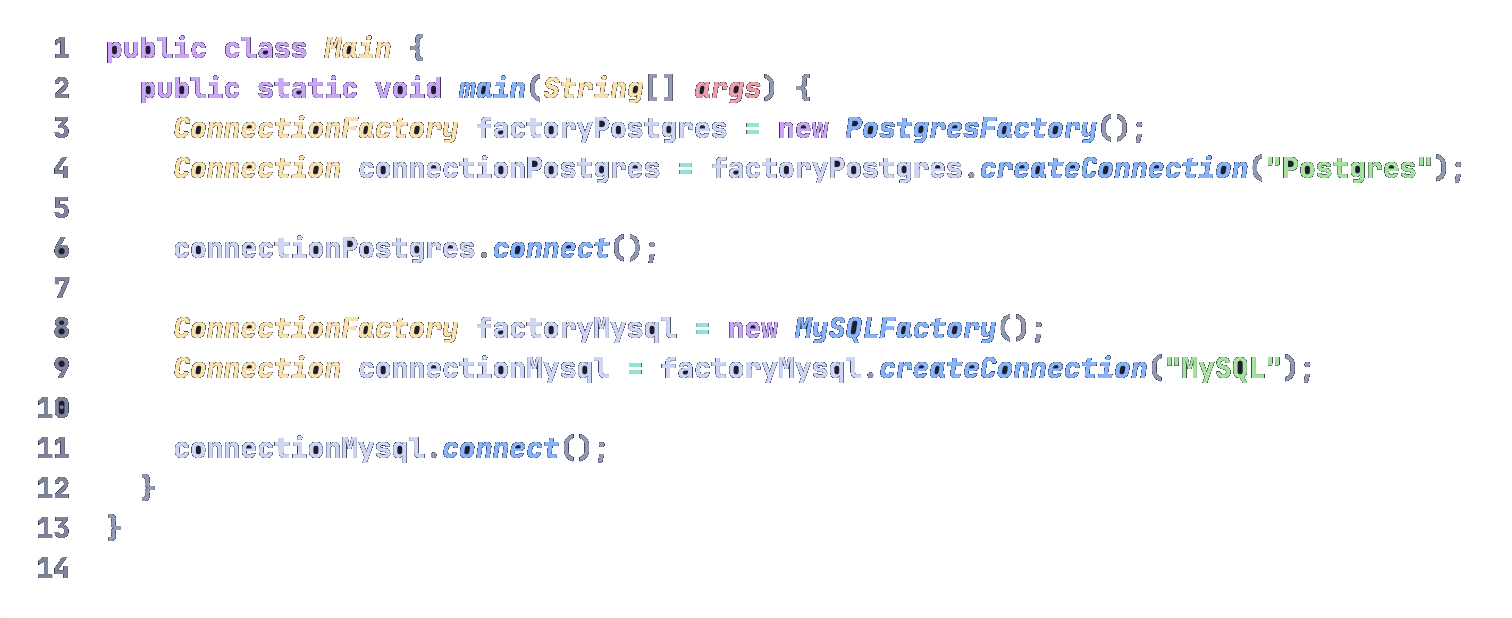 1 public class Main {
2 public static void main(String[] args) {
3 ConnectionFactory factoryPostgres = new PostgresFactory();
4 Connection connectionPostgres = factoryPostgres.createConnection("Postgres");
5
6 connectionPostgres.connect();
7
8 ConnectionFactory factoryMysql = new MySQLFactory();
9 Connection connectionMysql = factoryMysql.createConnection("MySQL");
10
11 connectionMysql.connect();
12 }
13 }
14